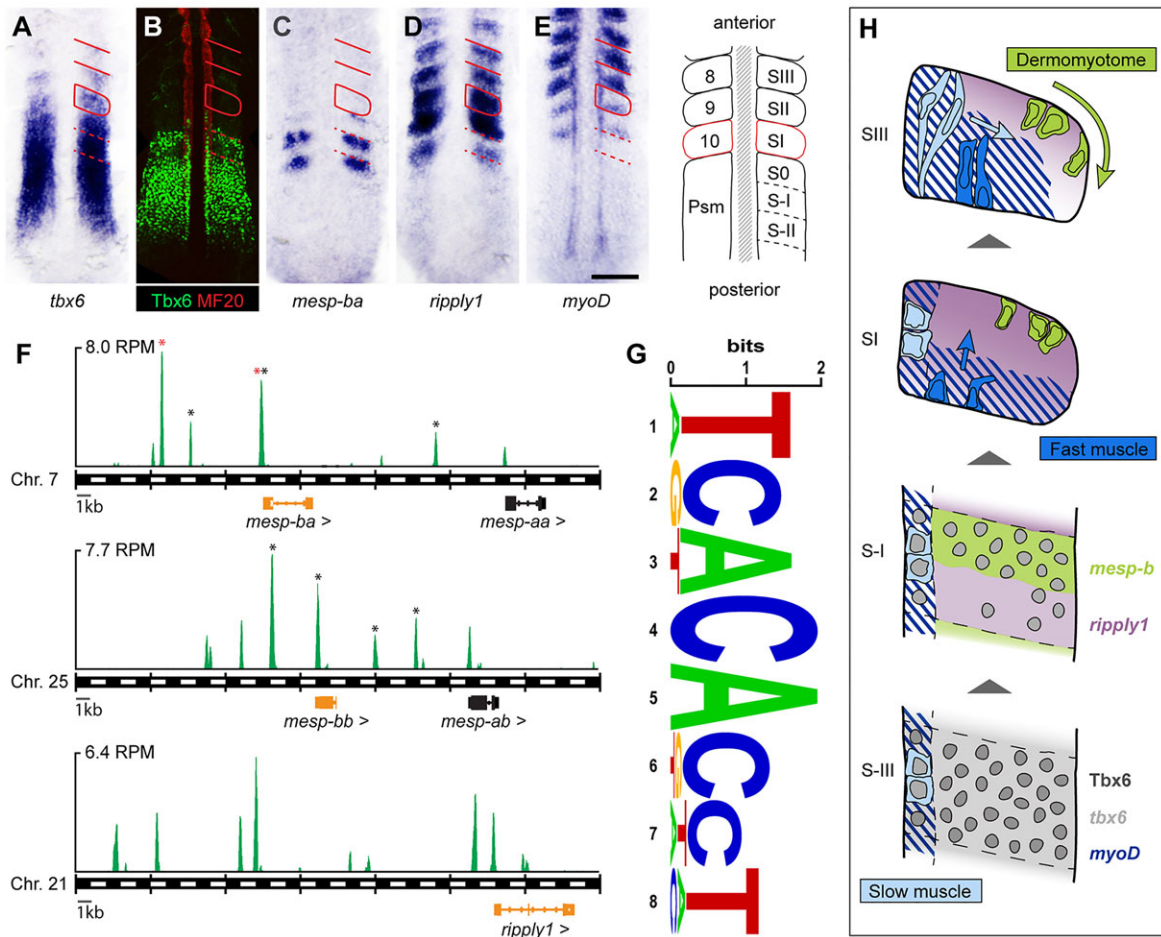 A
B
C
D
E
tbx6
Tbx6 MF20
mesp-ba
ripply1
myoD
anterior
8
SIII
9
SII
10
SI
S0
Psm
S-I
S-II
posterior
F
8.0 RPM
*
*
**
*
Chr. 7
1kb
mesp-ba >
mesp-aa >
7.7 RPM
*
*
*
*
Chr. 25
1kb
mesp-bb >
mesp-ab >
6.4 RPM
Chr. 21
1kb
ripply1 >
G
bits
0 1 2
1
A T
2
G C
3
T A
4
C
5
A
6
T G C
7
A T C
8
C A T
H
Dermomyotome
SIII
SI
Fast muscle
S-I
mesp-b
ripply1
S-III
Tbx6
tbx6
myoD
Slow muscle